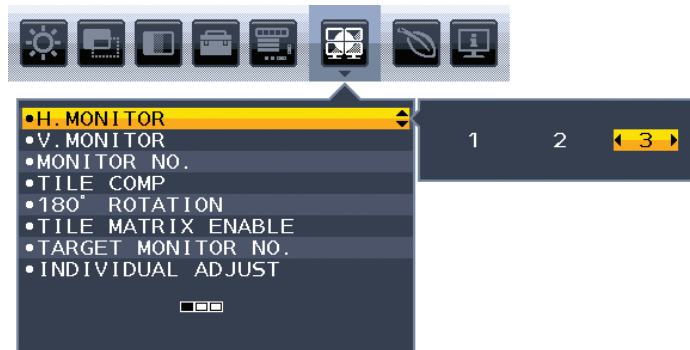 •H.MONITOR
1 2 3
•V.MONITOR
•MONITOR NO.
•TILE COMP
•180° ROTATION
•TILE MATRIX ENABLE
•TARGET MONITOR NO.
•INDIVIDUAL ADJUST